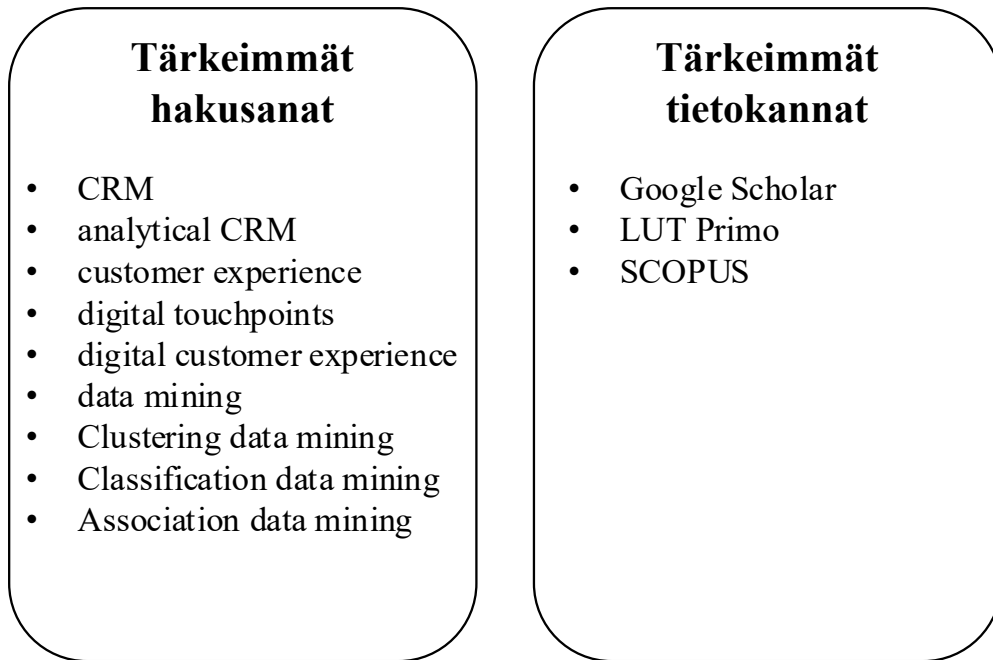 Tärkeimmät
hakusanat
• CRM
• analytical CRM
• customer experience
• digital touchpoints
• digital customer experience
• data mining
• Clustering data mining
• Classification data mining
• Association data mining
Tärkeimmät
tietokannat
• Google Scholar
• LUT Primo
• SCOPUS